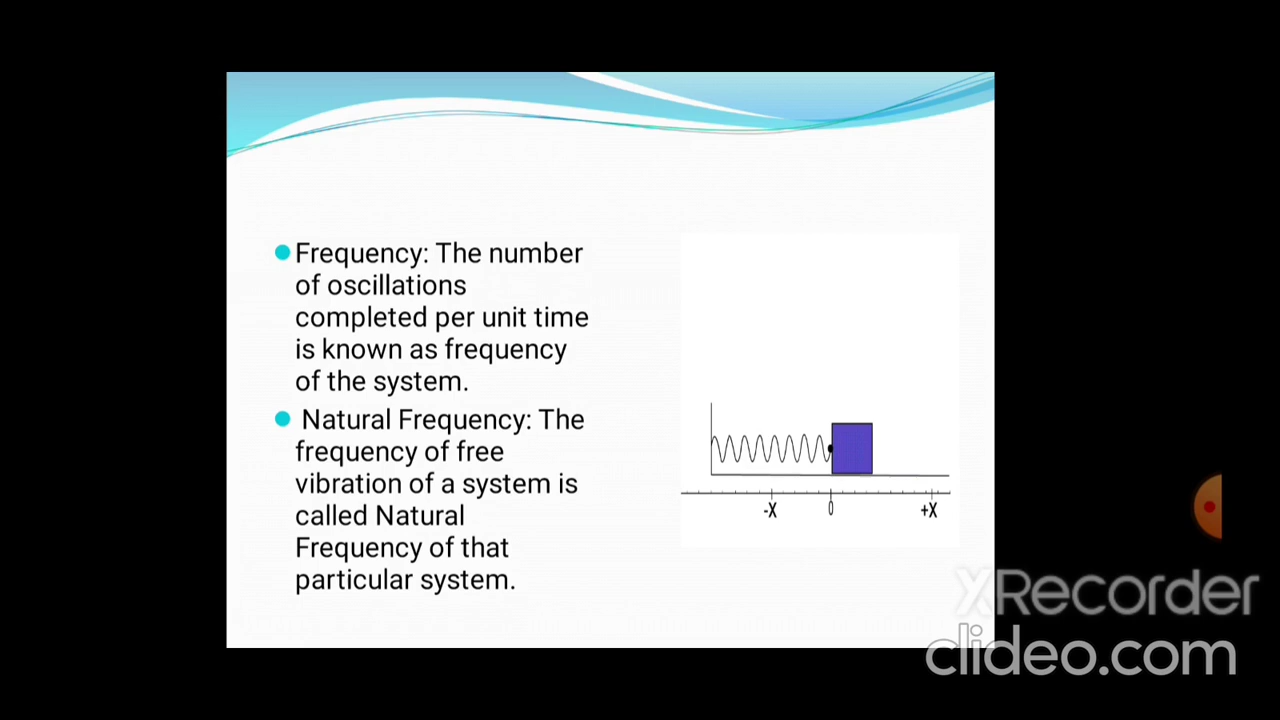 Frequency: The number
of oscillations
completed per unit time
is known as frequency
of the system.
Natural Frequency: The
frequency of free
vibration of a system is
called Natural
Frequency of that
particular system.
-X 0 +X
XRecorder
clideo.com